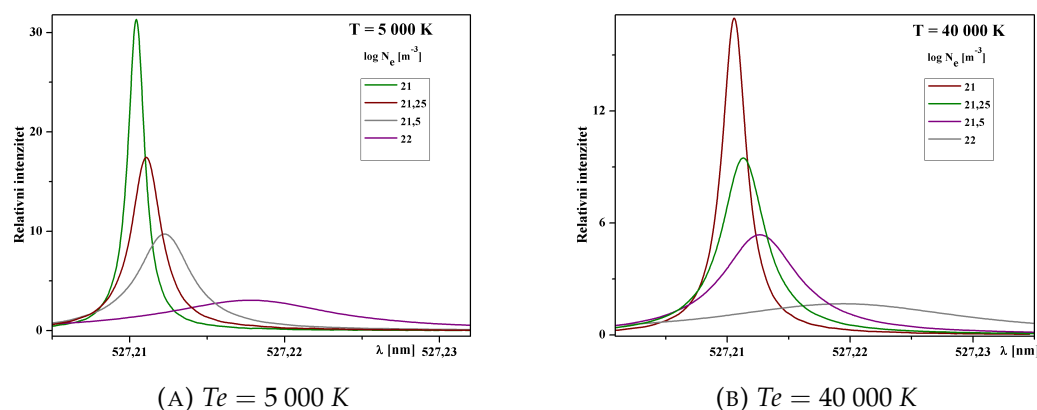 T = 5 000 K
log N_e [m^-3]
21
21,25
21,5
22
Relativni intenzitet
30
20
10
0
527,21
527,22
527,23
λ [nm]
(A) Te = 5 000 K
T = 40 000 K
log N_e [m^-3]
21
21,25
21,5
22
Relativni intenzitet
12
6
0
527,21
527,22
527,23
λ [nm]
(B) Te = 40 000 K